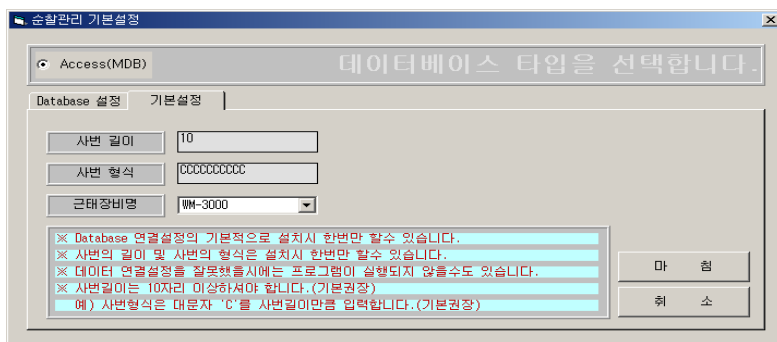 순찰관리 기본설정
Access(MDB)
데이터베이스 타입을 선택합니다.
Database 설정 기본설정
사번 길이 10
사번 형식 CCCCCCCCCC
근태장비명 WM-3000
※ Database 연결설정의 기본적으로 설치시 한번만 할수 있습니다.
※ 사번의 길이 및 사번의 형식은 설치시 한번만 할수 있습니다.
※ 데이터 연결설정을 잘못했을시에는 프로그램이 실행되지 않을수도 있습니다.
※ 사번길이는 10자리 이상하셔야 합니다.(기본권장)
예) 사번형식은 대문자 'C'를 사번길이만큼 입력합니다.(기본권장)
마 침
취 소